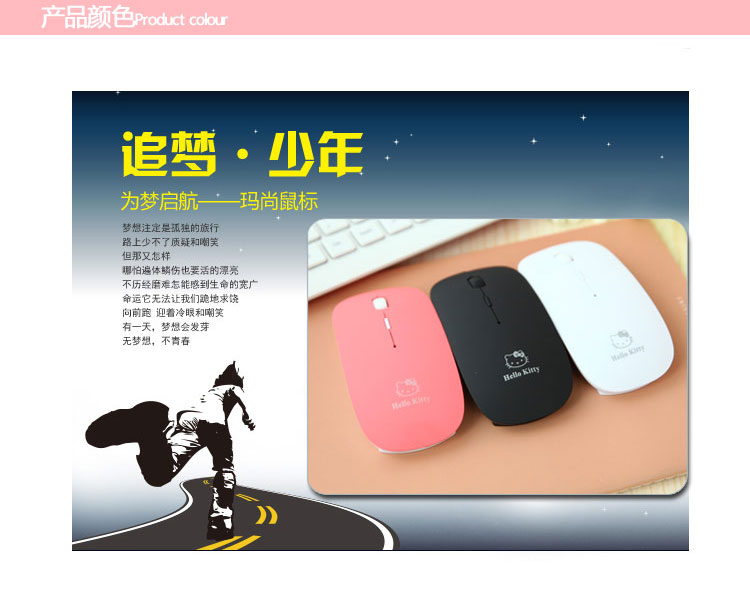 产品颜色Product colour
追梦·少年
为梦启航——玛尚鼠标
梦想注定是孤独的旅行
路上少不了质疑和嘲笑
但那又怎样
哪怕遍体鳞伤也要活的漂亮
不历经磨难怎能感到生命的宽广
命运它无法让我们跪地求饶
向前跑 迎着冷眼和嘲笑
有一天，梦想会发芽
无梦想，不青春
Hello Kitty
Hello Kitty
Hello Kitty